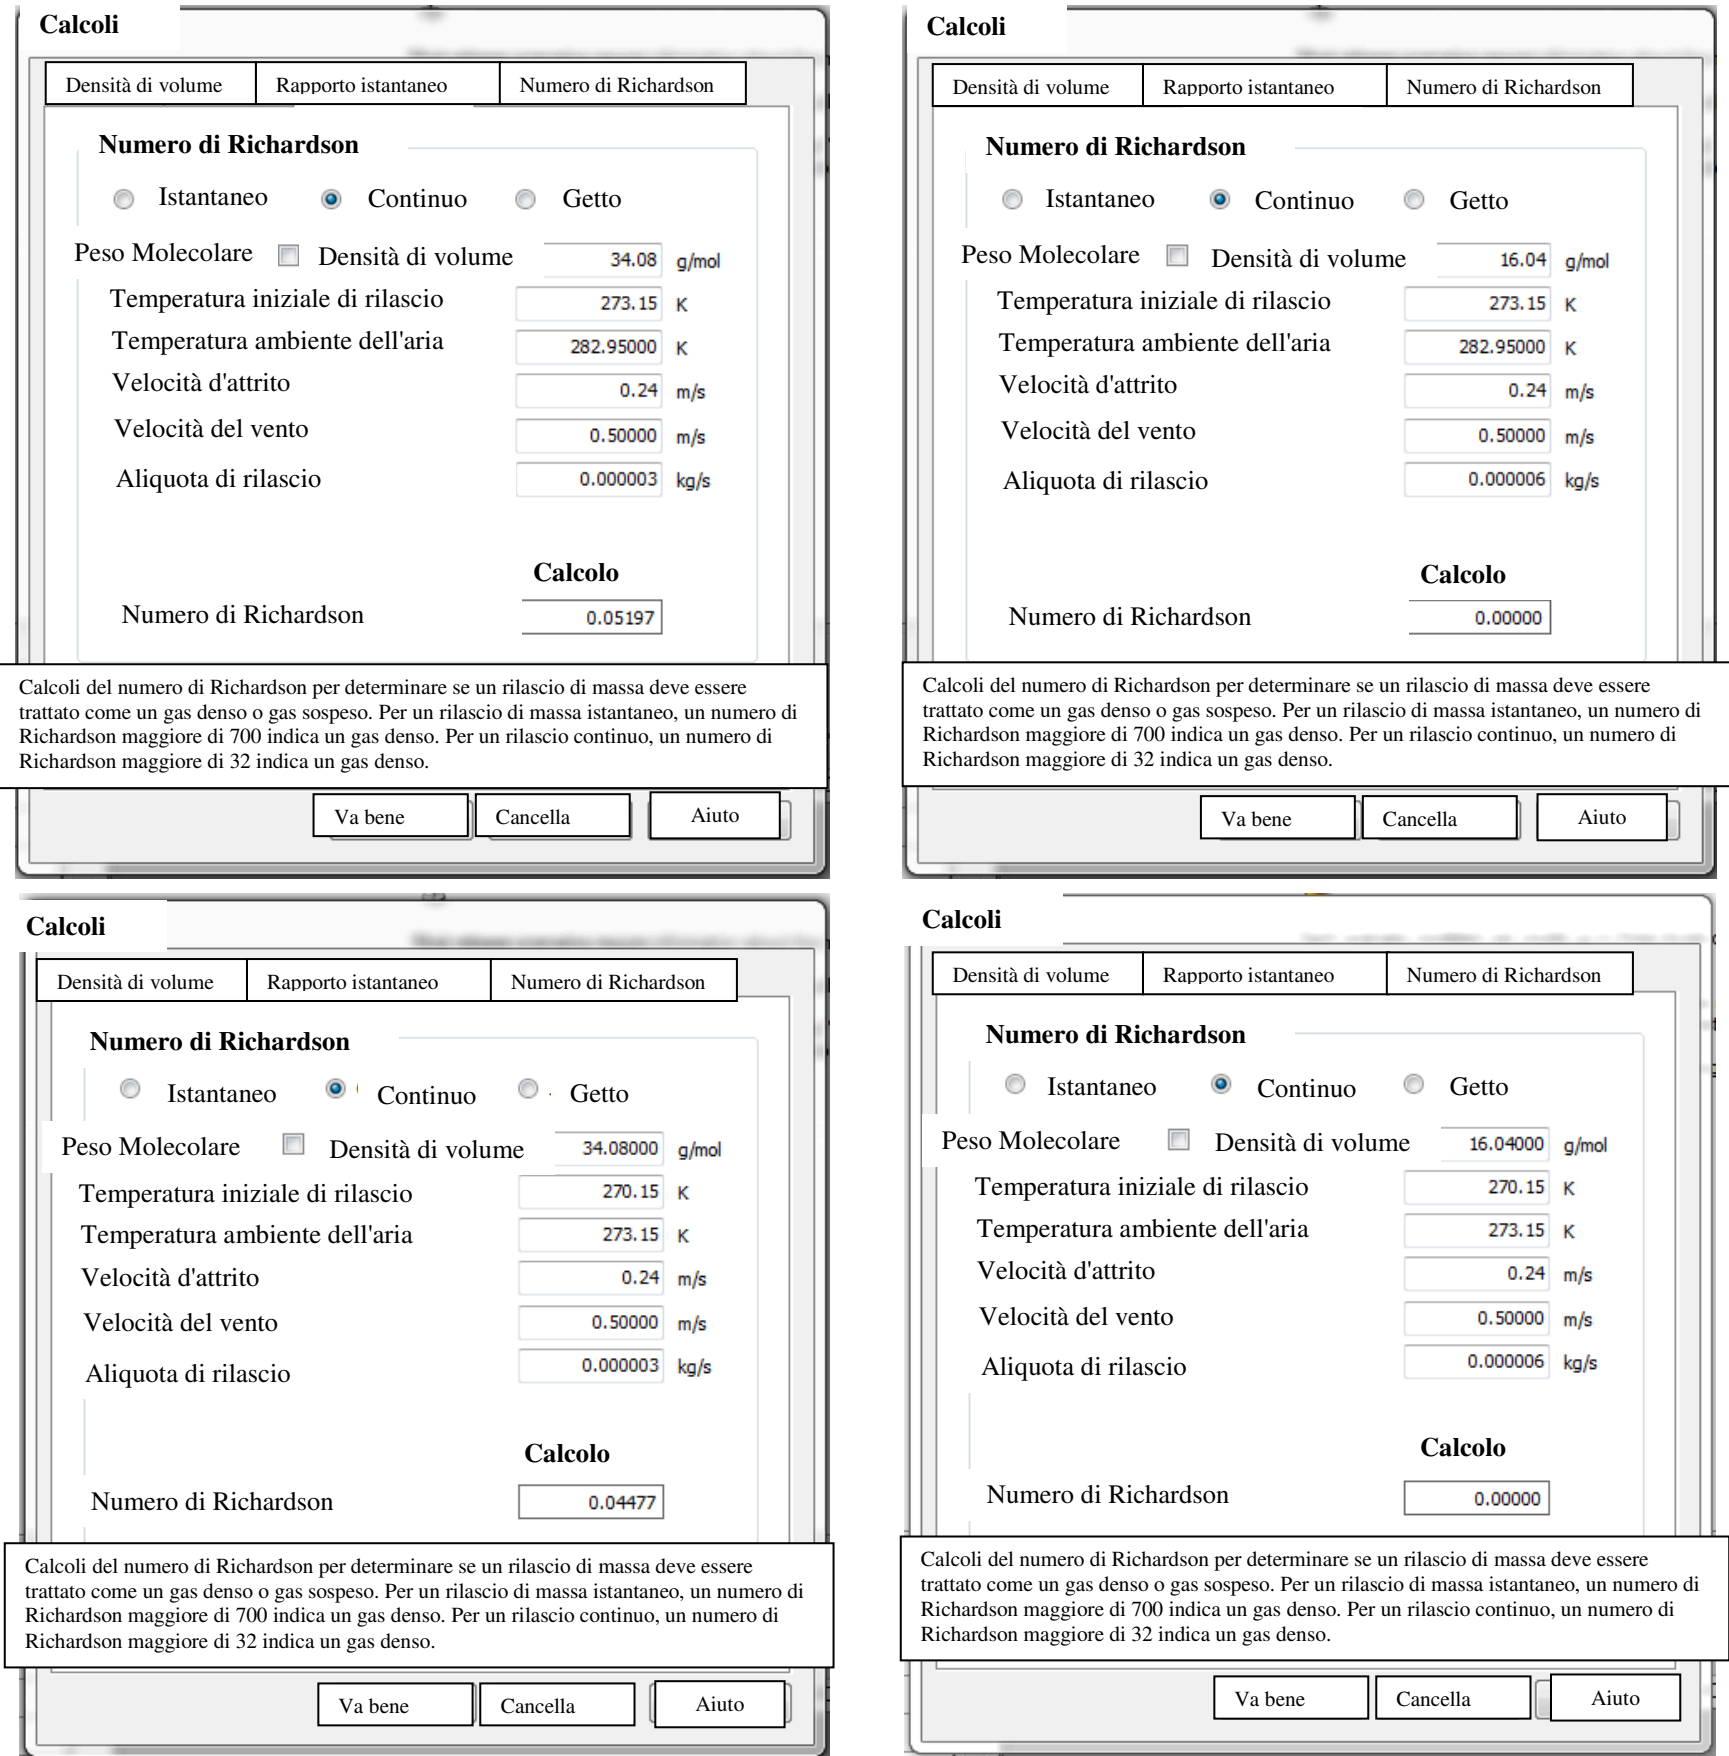 Calcoli
Densità di volume
Rapporto istantaneo
Numero di Richardson
Numero di Richardson
Istantaneo
Continuo
Getto
Peso Molecolare
Densità di volume
34.08 g/mol
Temperatura iniziale di rilascio
273.15 K
Temperatura ambiente dell'aria
282.95000 K
Velocità d'attrito
0.24 m/s
Velocità del vento
0.50000 m/s
Aliquota di rilascio
0.000003 kg/s
Calcolo
Numero di Richardson
0.05197
Calcoli del numero di Richardson per determinare se un rilascio di massa deve essere
trattato come un gas denso o gas sospeso. Per un rilascio di massa istantaneo, un numero di
Richardson maggiore di 700 indica un gas denso. Per un rilascio continuo, un numero di
Richardson maggiore di 32 indica un gas denso.
Va bene
Cancella
Aiuto
Calcoli
Densità di volume
Rapporto istantaneo
Numero di Richardson
Numero di Richardson
Istantaneo
Continuo
Getto
Peso Molecolare
Densità di volume
16.04 g/mol
Temperatura iniziale di rilascio
273.15 K
Temperatura ambiente dell'aria
282.95000 K
Velocità d'attrito
0.24 m/s
Velocità del vento
0.50000 m/s
Aliquota di rilascio
0.000006 kg/s
Calcolo
Numero di Richardson
0.00000
Calcoli del numero di Richardson per determinare se un rilascio di massa deve essere
trattato come un gas denso o gas sospeso. Per un rilascio di massa istantaneo, un numero di
Richardson maggiore di 700 indica un gas denso. Per un rilascio continuo, un numero di
Richardson maggiore di 32 indica un gas denso.
Va bene
Cancella
Aiuto
Calcoli
Densità di volume
Rapporto istantaneo
Numero di Richardson
Numero di Richardson
Istantaneo
Continuo
Getto
Peso Molecolare
Densità di volume
34.08000 g/mol
Temperatura iniziale di rilascio
270.15 K
Temperatura ambiente dell'aria
273.15 K
Velocità d'attrito
0.24 m/s
Velocità del vento
0.50000 m/s
Aliquota di rilascio
0.000003 kg/s
Calcolo
Numero di Richardson
0.04477
Calcoli del numero di Richardson per determinare se un rilascio di massa deve essere
trattato come un gas denso o gas sospeso. Per un rilascio di massa istantaneo, un numero di
Richardson maggiore di 700 indica un gas denso. Per un rilascio continuo, un numero di
Richardson maggiore di 32 indica un gas denso.
Va bene
Cancella
Aiuto
Calcoli
Densità di volume
Rapporto istantaneo
Numero di Richardson
Numero di Richardson
Istantaneo
Continuo
Getto
Peso Molecolare
Densità di volume
16.04000 g/mol
Temperatura iniziale di rilascio
270.15 K
Temperatura ambiente dell'aria
273.15 K
Velocità d'attrito
0.24 m/s
Velocità del vento
0.50000 m/s
Aliquota di rilascio
0.000006 kg/s
Calcolo
Numero di Richardson
0.00000
Calcoli del numero di Richardson per determinare se un rilascio di massa deve essere
trattato come un gas denso o gas sospeso. Per un rilascio di massa istantaneo, un numero di
Richardson maggiore di 700 indica un gas denso. Per un rilascio continuo, un numero di
Richardson maggiore di 32 indica un gas denso.
Va bene
Cancella
Aiuto